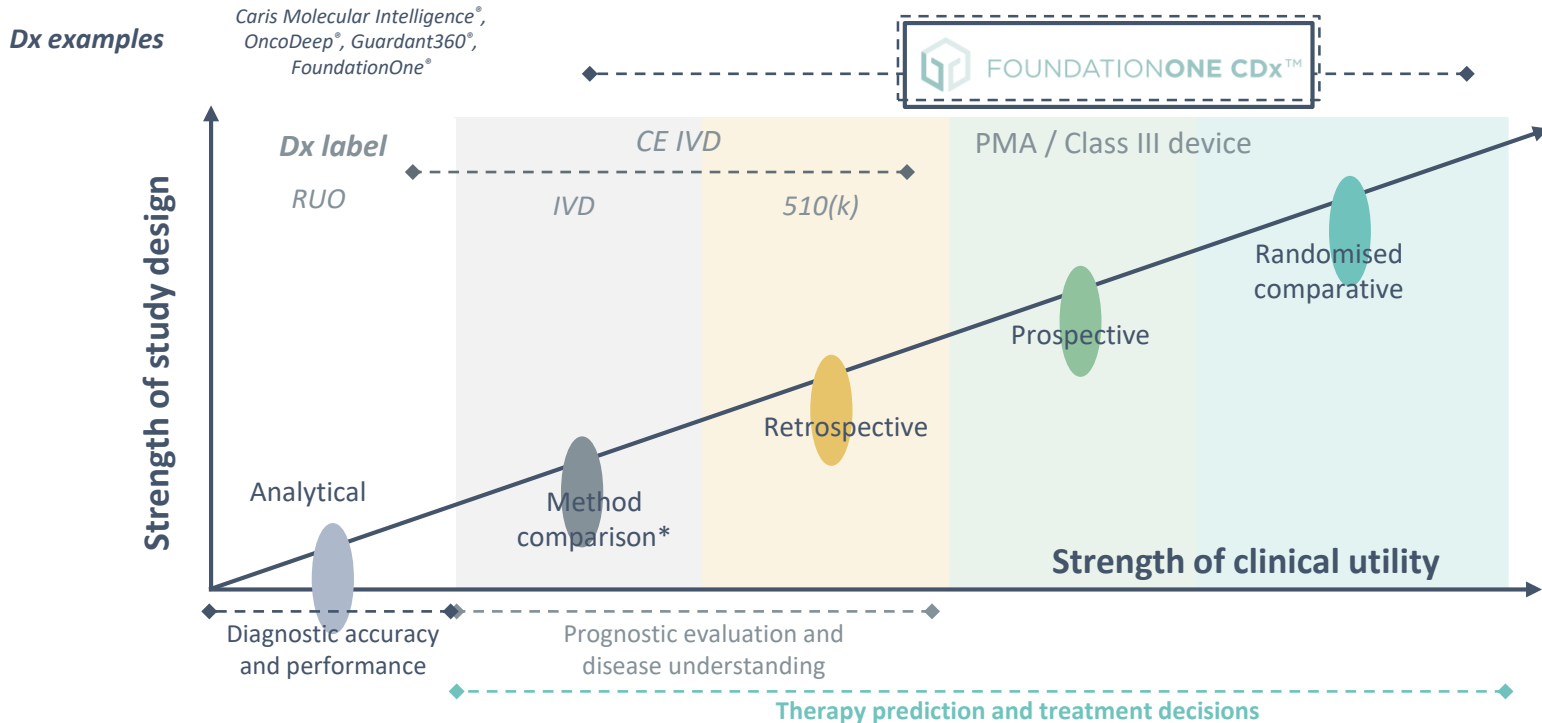 Dx examples
Caris Molecular Intelligence®,
OncoDeep®, Guardant360®,
FoundationOne®
FOUNDATIONONE CDx™
Dx label
CE IVD
PMA / Class III device
RUO
IVD
510(k)
Strength of study design
Randomised
comparative
Prospective
Retrospective
Analytical
Method
comparison*
Strength of clinical utility
Diagnostic accuracy
and performance
Prognostic evaluation and
disease understanding
Therapy prediction and treatment decisions